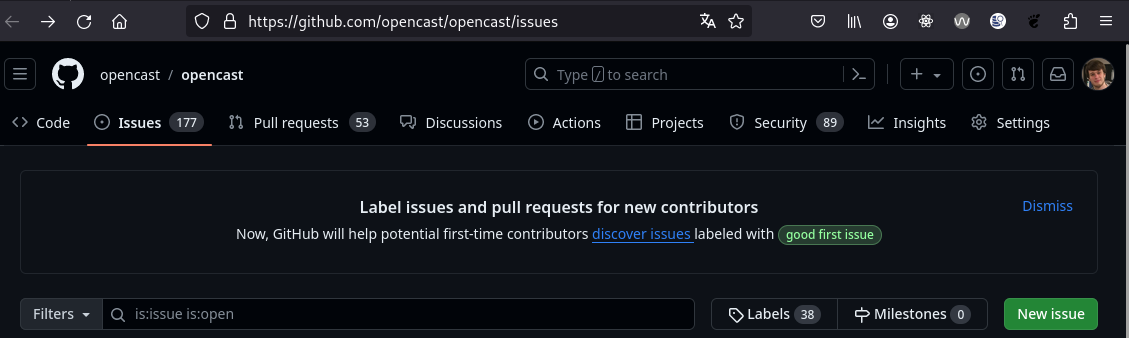 https://github.com/opencast/opencast/issues
opencast / opencast
Type / to search
Code
Issues 177
Pull requests 53
Discussions
Actions
Projects
Security 89
Insights
Settings
Label issues and pull requests for new contributors
Dismiss
Now, GitHub will help potential first-time contributors discover issues labeled with good first issue
Filters
is:issue is:open
Labels 38
Milestones 0
New issue